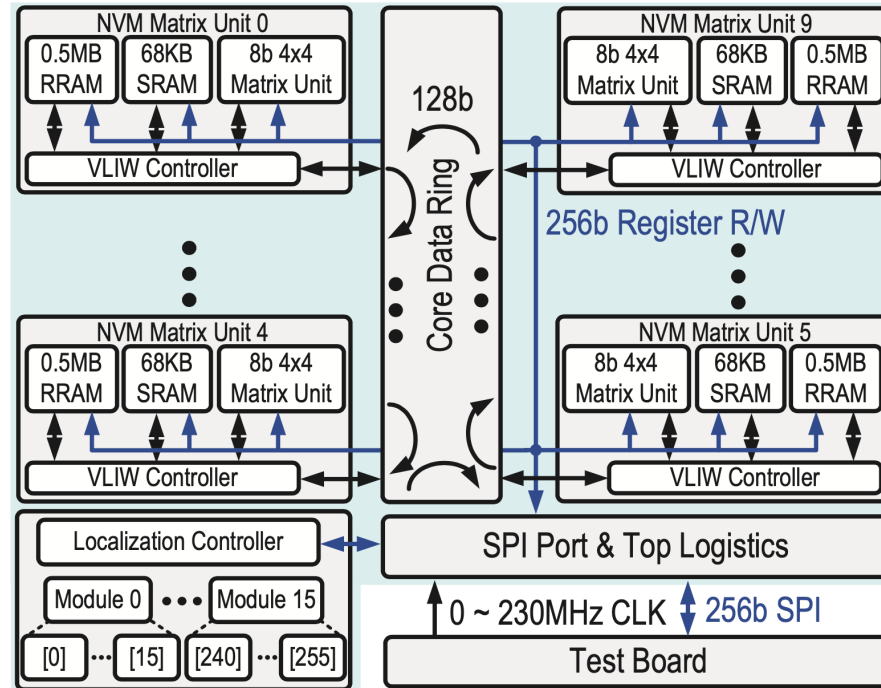 NVM Matrix Unit 0
0.5MB
RRAM
68KB
SRAM
8b 4x4
Matrix Unit
VLIW Controller
NVM Matrix Unit 4
0.5MB
RRAM
68KB
SRAM
8b 4x4
Matrix Unit
VLIW Controller
128b
Core Data Ring
NVM Matrix Unit 9
8b 4x4
Matrix Unit
68KB
SRAM
0.5MB
RRAM
VLIW Controller
256b Register R/W
NVM Matrix Unit 5
8b 4x4
Matrix Unit
68KB
SRAM
0.5MB
RRAM
VLIW Controller
Localization Controller
Module 0
Module 15
[0]
[15]
[240]
[255]
SPI Port & Top Logistics
0 ~ 230MHz CLK
256b SPI
Test Board